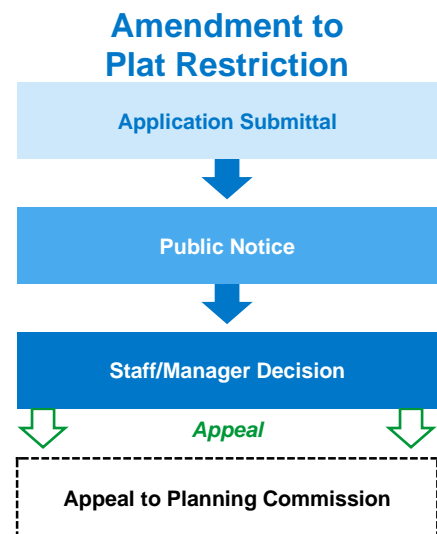 Amendment to
Plat Restriction
Application Submittal
Public Notice
Staff/Manager Decision
Appeal
Appeal to Planning Commission